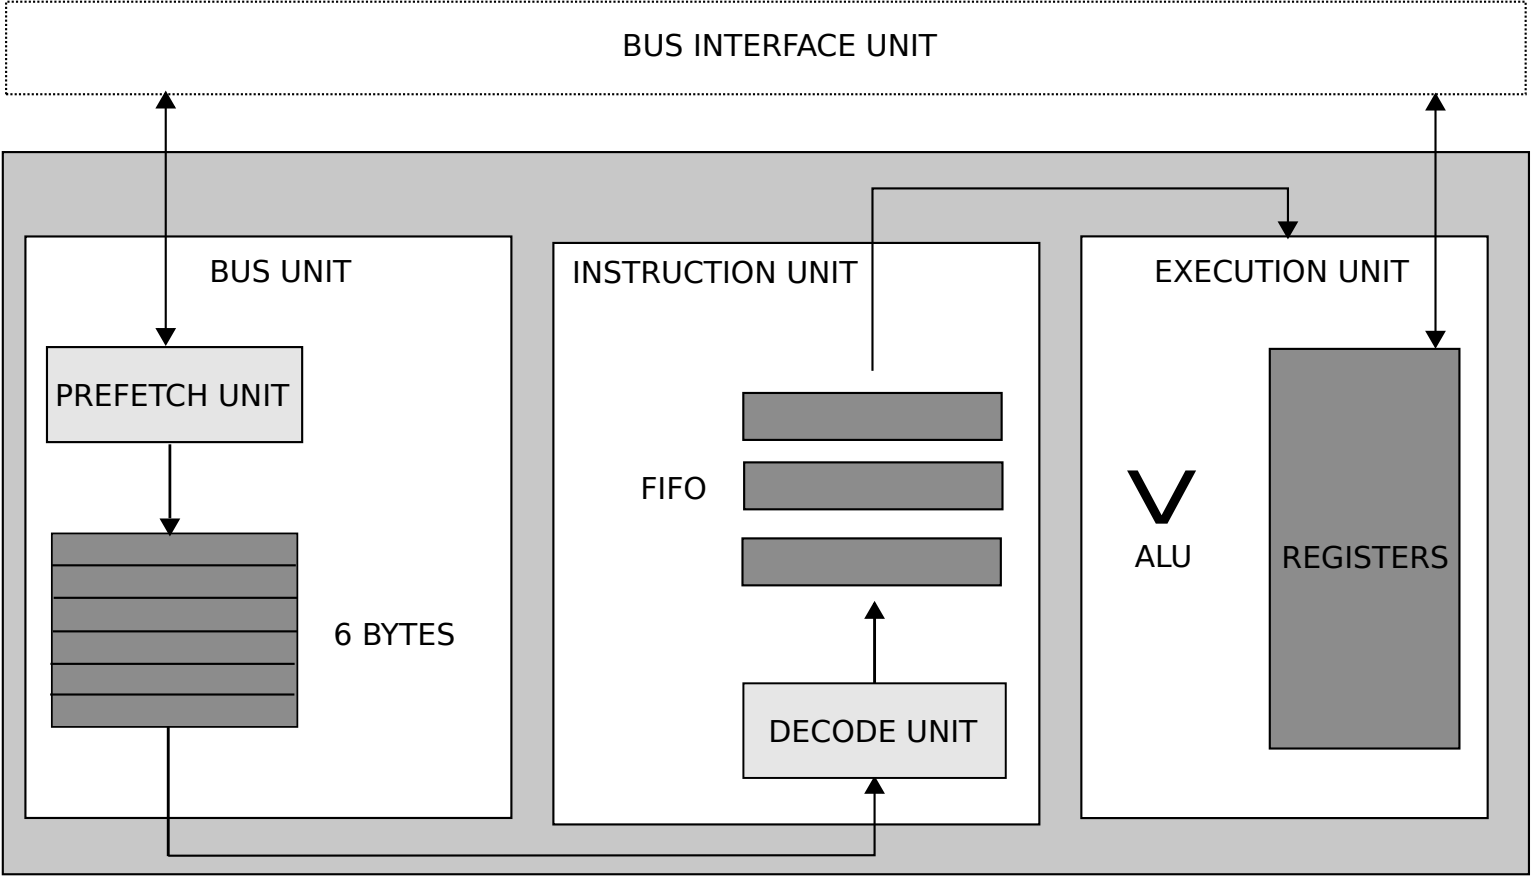 BUS INTERFACE UNIT
BUS UNIT
PREFETCH UNIT
6 BYTES
INSTRUCTION UNIT
FIFO
DECODE UNIT
EXECUTION UNIT
ALU
REGISTERS